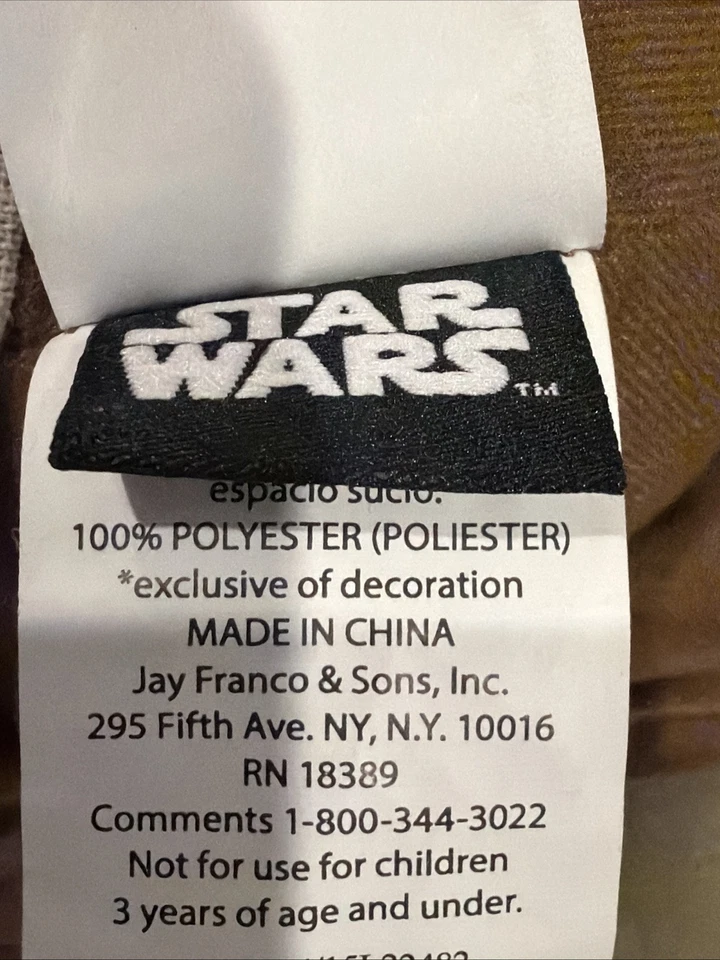 STAR
WARS™
espacio sucio.
100% POLYESTER (POLIESTER)
*exclusive of decoration
MADE IN CHINA
Jay Franco & Sons, Inc.
295 Fifth Ave. NY, N.Y. 10016
RN 18389
Comments 1-800-344-3022
Not for use for children
3 years of age and under.